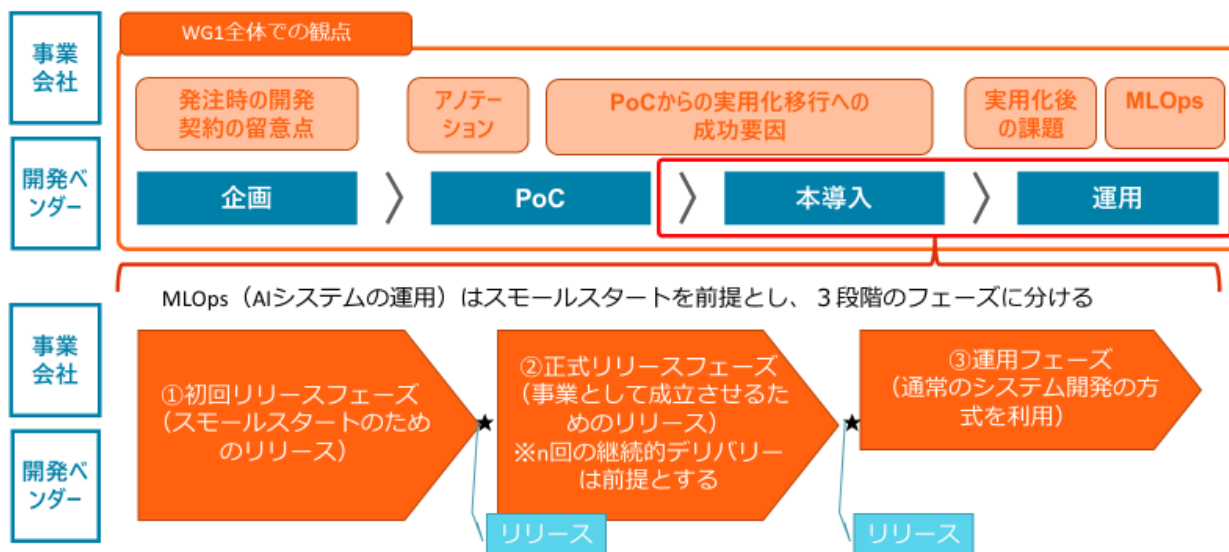 事業
会社
WG1全体での観点
発注時の開発
契約の留意点
アノテー
ション
PoCからの実用化移行への
成功要因
実用化後
の課題
MLOps
開発ベ
ンダー
企画
PoC
本導入
運用
MLOps（AIシステムの運用）はスモールスタートを前提とし、３段階のフェーズに分ける
事業
会社
開発ベ
ンダー
①初回リリースフェーズ
（スモールスタートのため
のリリース）
②正式リリースフェーズ
（事業として成立させるた
めのリリース）
※n回の継続的デリバリー
は前提とする
③運用フェーズ
（通常のシステム開発の方
式を利用）
リリース
リリース